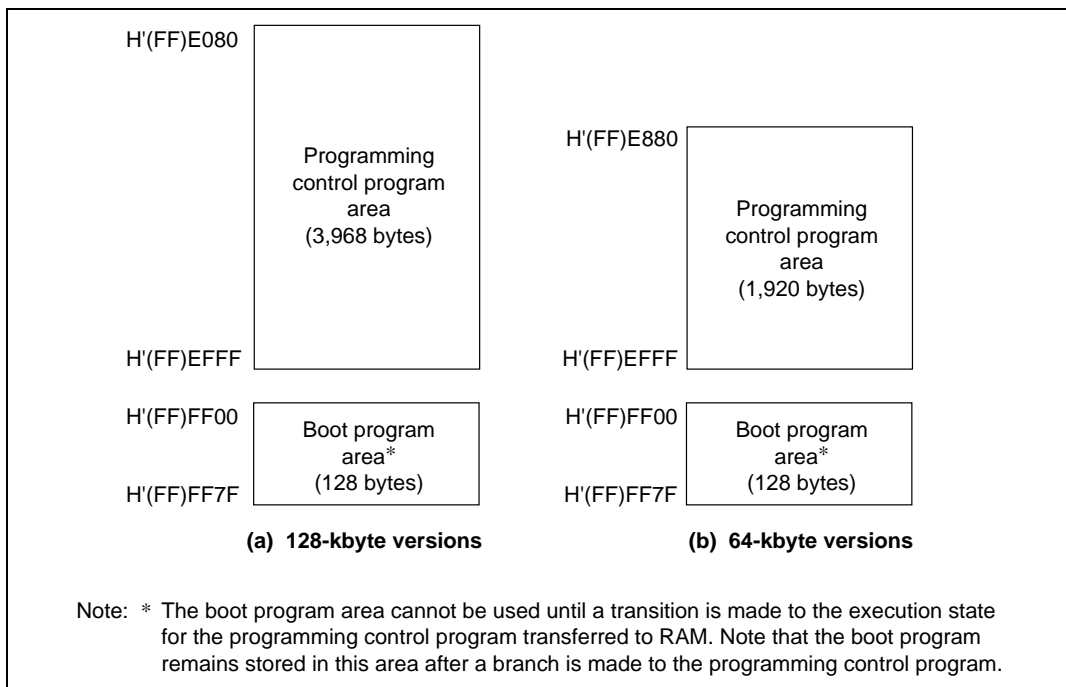 H'(FF)E080
Programming
control program
area
(3,968 bytes)
H'(FF)EFFF
H'(FF)FF00
Boot program
area*
(128 bytes)
H'(FF)FF7F
(a) 128-kbyte versions
H'(FF)E880
Programming
control program
area
(1,920 bytes)
H'(FF)EFFF
H'(FF)FF00
Boot program
area*
(128 bytes)
H'(FF)FF7F
(b) 64-kbyte versions
Note: * The boot program area cannot be used until a transition is made to the execution state
for the programming control program transferred to RAM. Note that the boot program
remains stored in this area after a branch is made to the programming control program.